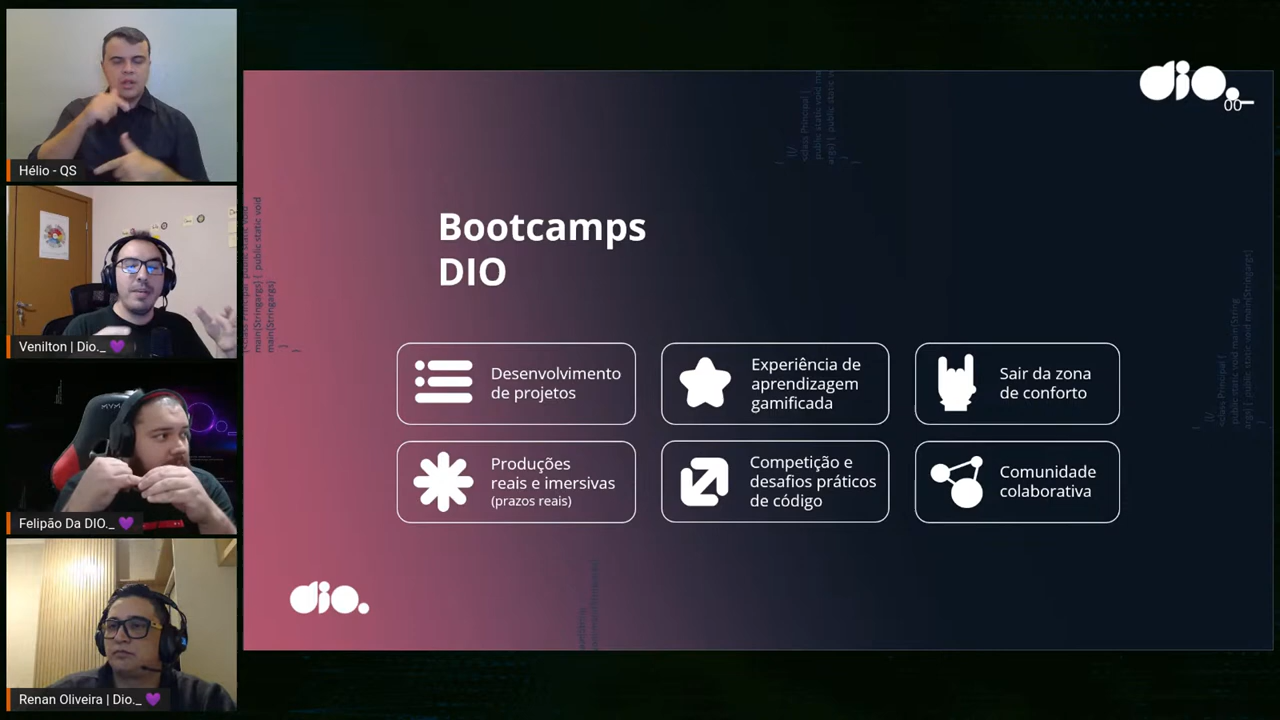 Hélio - QS
Venilton | Dio._ 💜
Felipão Da DIO._ 💜
Renan Oliveira | Dio._ 💜
dio.
Bootcamps
DIO
Desenvolvimento
de projetos
Experiência de
aprendizagem
gamificada
Sair da zona
de conforto
Produções
reais e imersivas
(prazos reais)
Competição e
desafios práticos
de código
Comunidade
colaborativa
dio.